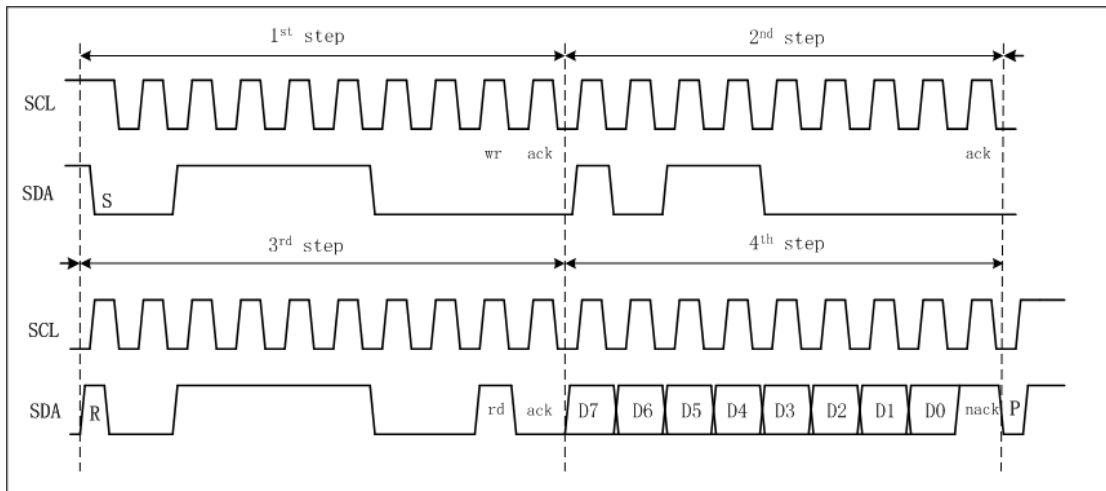 1st step 2nd step
SCL
wr ack ack
SDA S
3rd step 4th step
SCL
SDA R rd ack D7 D6 D5 D4 D3 D2 D1 D0 nack P